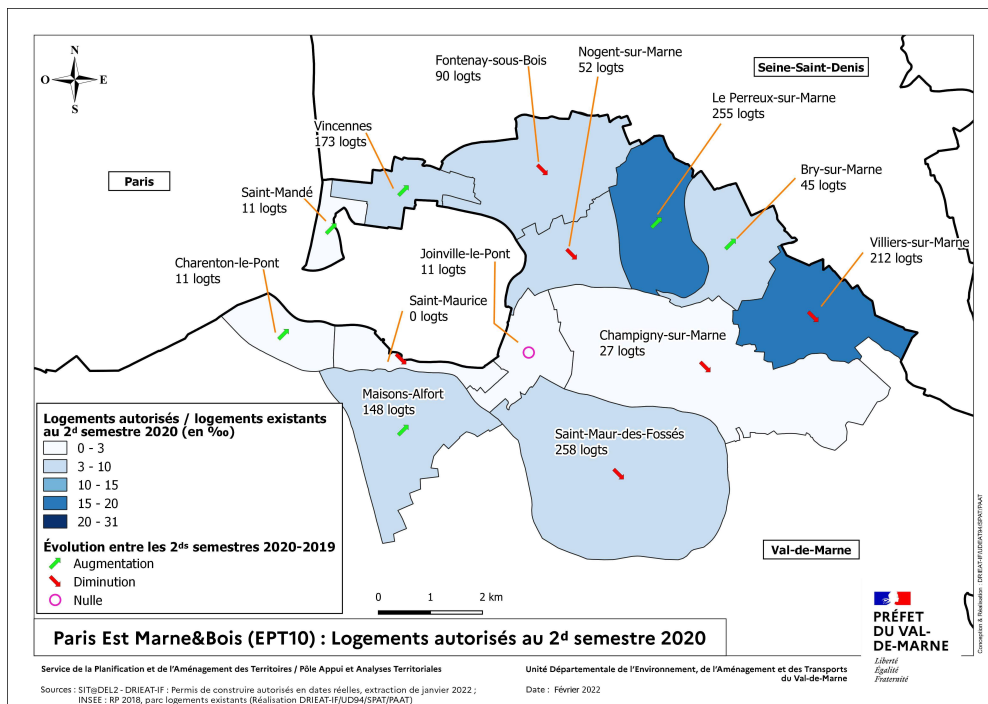 N
O
E
S
Fontenay-sous-Bois
90 logts
Nogent-sur-Marne
52 logts
Seine-Saint-Denis
Le Perreux-sur-Marne
255 logts
Vincennes
173 logts
Paris
Saint-Mandé
11 logts
Bry-sur-Marne
45 logts
Villiers-sur-Marne
212 logts
Charenton-le-Pont
11 logts
Joinville-le-Pont
11 logts
Saint-Maurice
0 logts
Champigny-sur-Marne
27 logts
Maisons-Alfort
148 logts
Saint-Maur-des-Fossés
258 logts
Val-de-Marne
Logements autorisés / logements existants
au 2ᵈ semestre 2020 (en ‰)
0 - 3
3 - 10
10 - 15
15 - 20
20 - 31
Évolution entre les 2ᵈˢ semestres 2020-2019
Augmentation
Diminution
Nulle
0 1 2 km
Conception & Réalisation : DRIEAT-IF/UDEAT94/SPAT/PAAT
PRÉFET
DU VAL-
DE-MARNE
Liberté
Égalité
Fraternité
Paris Est Marne&Bois (EPT10) : Logements autorisés au 2ᵈ semestre 2020
Service de la Planification et de l'Aménagement des Territoires / Pôle Appui et Analyses Territoriales
Unité Départementale de l'Environnement, de l'Aménagement et des Transports
du Val-de-Marne
Sources : SIT@DEL2 - DRIEAT-IF : Permis de construire autorisés en dates réelles, extraction de janvier 2022 ;
INSEE : RP 2018, parc logements existants (Réalisation DRIEAT-IF/UD94/SPAT/PAAT)
Date : Février 2022